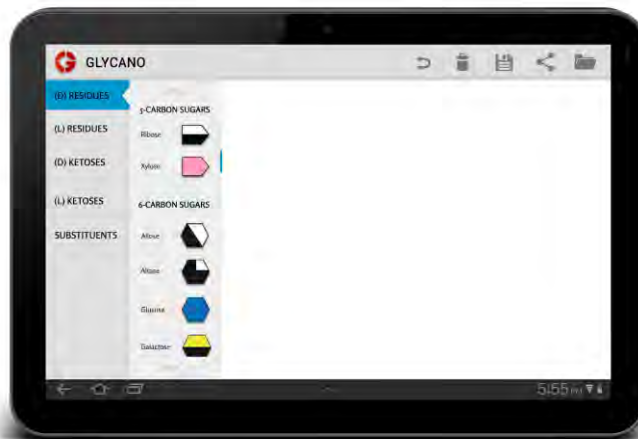 GLYCANO
(D) RESIDUES
(L) RESIDUES
(D) KETOSES
(L) KETOSES
SUBSTITUENTS
5-CARBON SUGARS
Ribose
Xylose
6-CARBON SUGARS
Allose
Altose
Glucose
Galactose
5:55